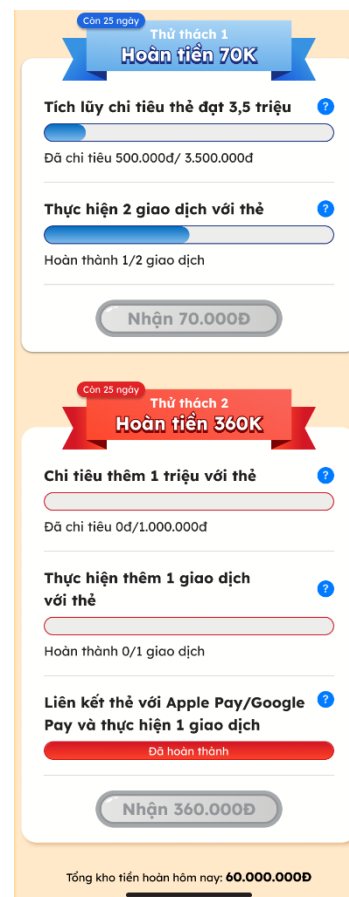 Còn 25 ngày
Thử thách 1
Hoàn tiền 70K
Tích lũy chi tiêu thẻ đạt 3,5 triệu ?
Đã chi tiêu 500.000đ/ 3.500.000đ
Thực hiện 2 giao dịch với thẻ ?
Hoàn thành 1/2 giao dịch
Nhận 70.000Đ
Còn 25 ngày
Thử thách 2
Hoàn tiền 360K
Chi tiêu thêm 1 triệu với thẻ ?
Đã chi tiêu 0đ/1.000.000đ
Thực hiện thêm 1 giao dịch
với thẻ ?
Hoàn thành 0/1 giao dịch
Liên kết thẻ với Apple Pay/Google ?
Pay và thực hiện 1 giao dịch
Đã hoàn thành
Nhận 360.000Đ
Tổng kho tiền hoàn hôm nay: 60.000.000Đ